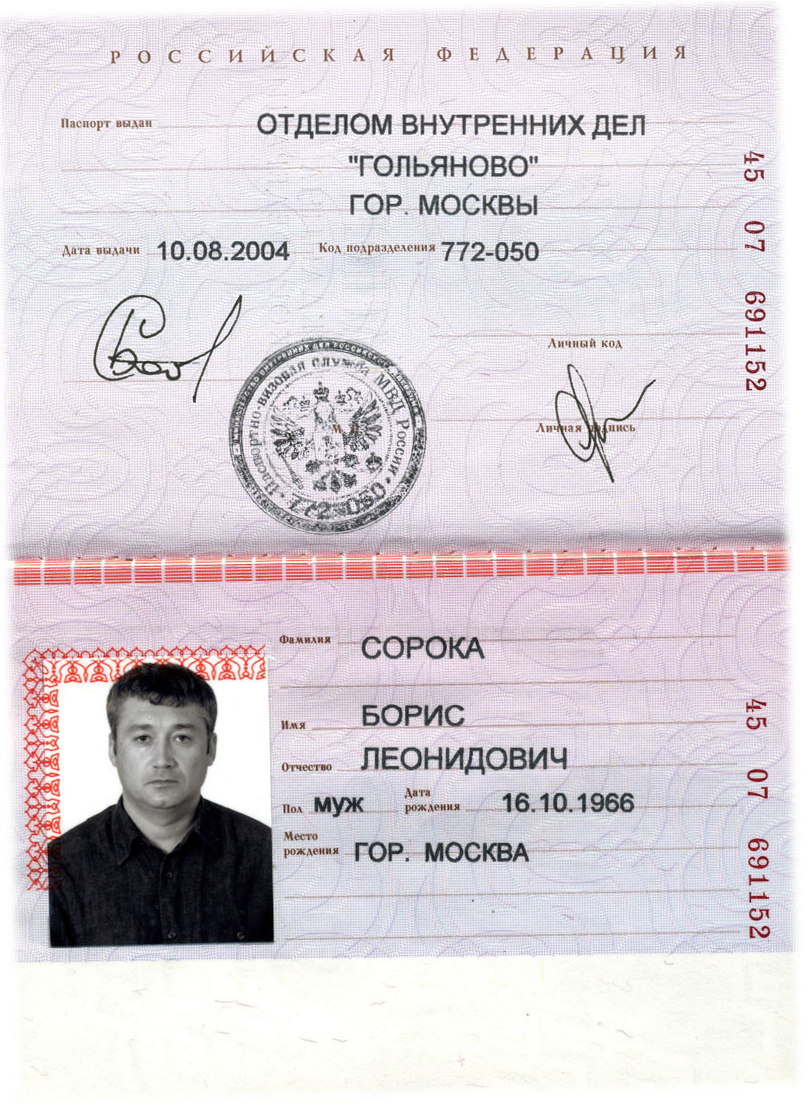 РОССИЙСКАЯ ФЕДЕРАЦИЯ
Паспорт выдан ОТДЕЛОМ ВНУТРЕННИХ ДЕЛ
"ГОЛЬЯНОВО"
ГОР. МОСКВЫ
Дата выдачи 10.08.2004 Код подразделения 772-050
45 07 691152
Личный код
Личная подпись
М. П.
Паспортно-визовая служба МВД России
772-050
Фамилия СОРОКА
Имя БОРИС
Отчество ЛЕОНИДОВИЧ
Пол МУЖ Дата рождения 16.10.1966
Место рождения ГОР. МОСКВА
45 07 691152